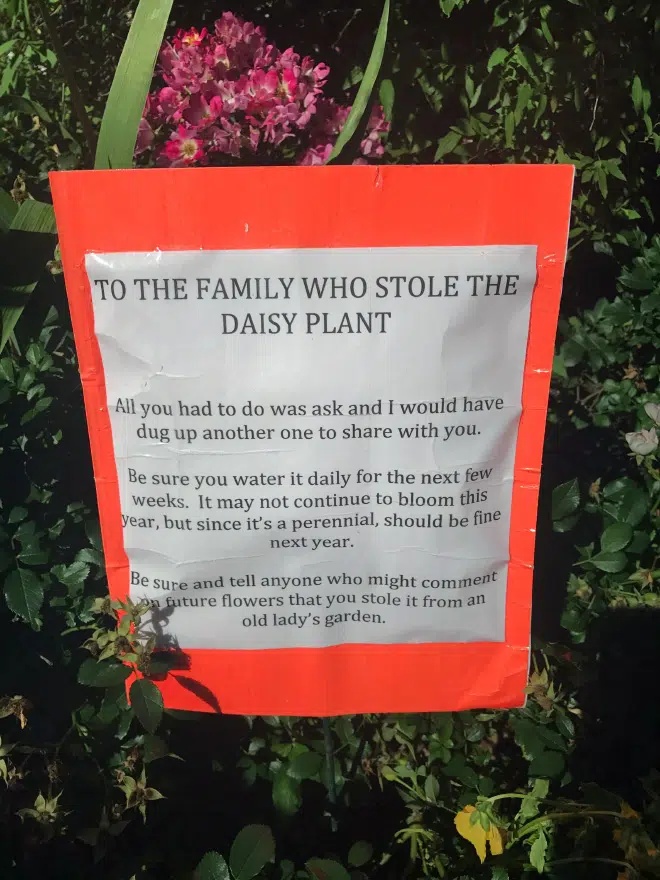 TO THE FAMILY WHO STOLE THE
DAISY PLANT
All you had to do was ask and I would have
dug up another one to share with you.
Be sure you water it daily for the next few
weeks. It may not continue to bloom this
year, but since it's a perennial, should be fine
next year.
Be sure and tell anyone who might comment
on future flowers that you stole it from an
old lady's garden.